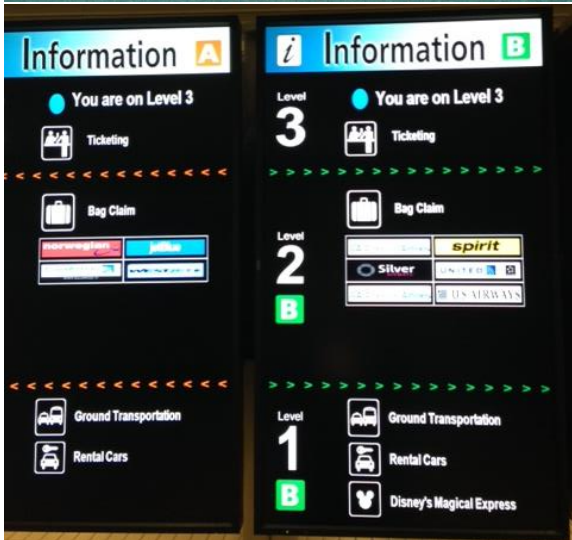 Information A
You are on Level 3
Ticketing
< < < < < < < < < < < < <
Bag Claim
norwegian jetBlue
WESTJET
< < < < < < < < < < < < <
Ground Transportation
Rental Cars
i Information B
Level 3
You are on Level 3
Ticketing
> > > > > > > > > > > > > >
Bag Claim
Level 2 B
spirit
Silver UNITED
US AIRWAYS
> > > > > > > > > > > > > >
Level 1 B
Ground Transportation
Rental Cars
Disney's Magical Express